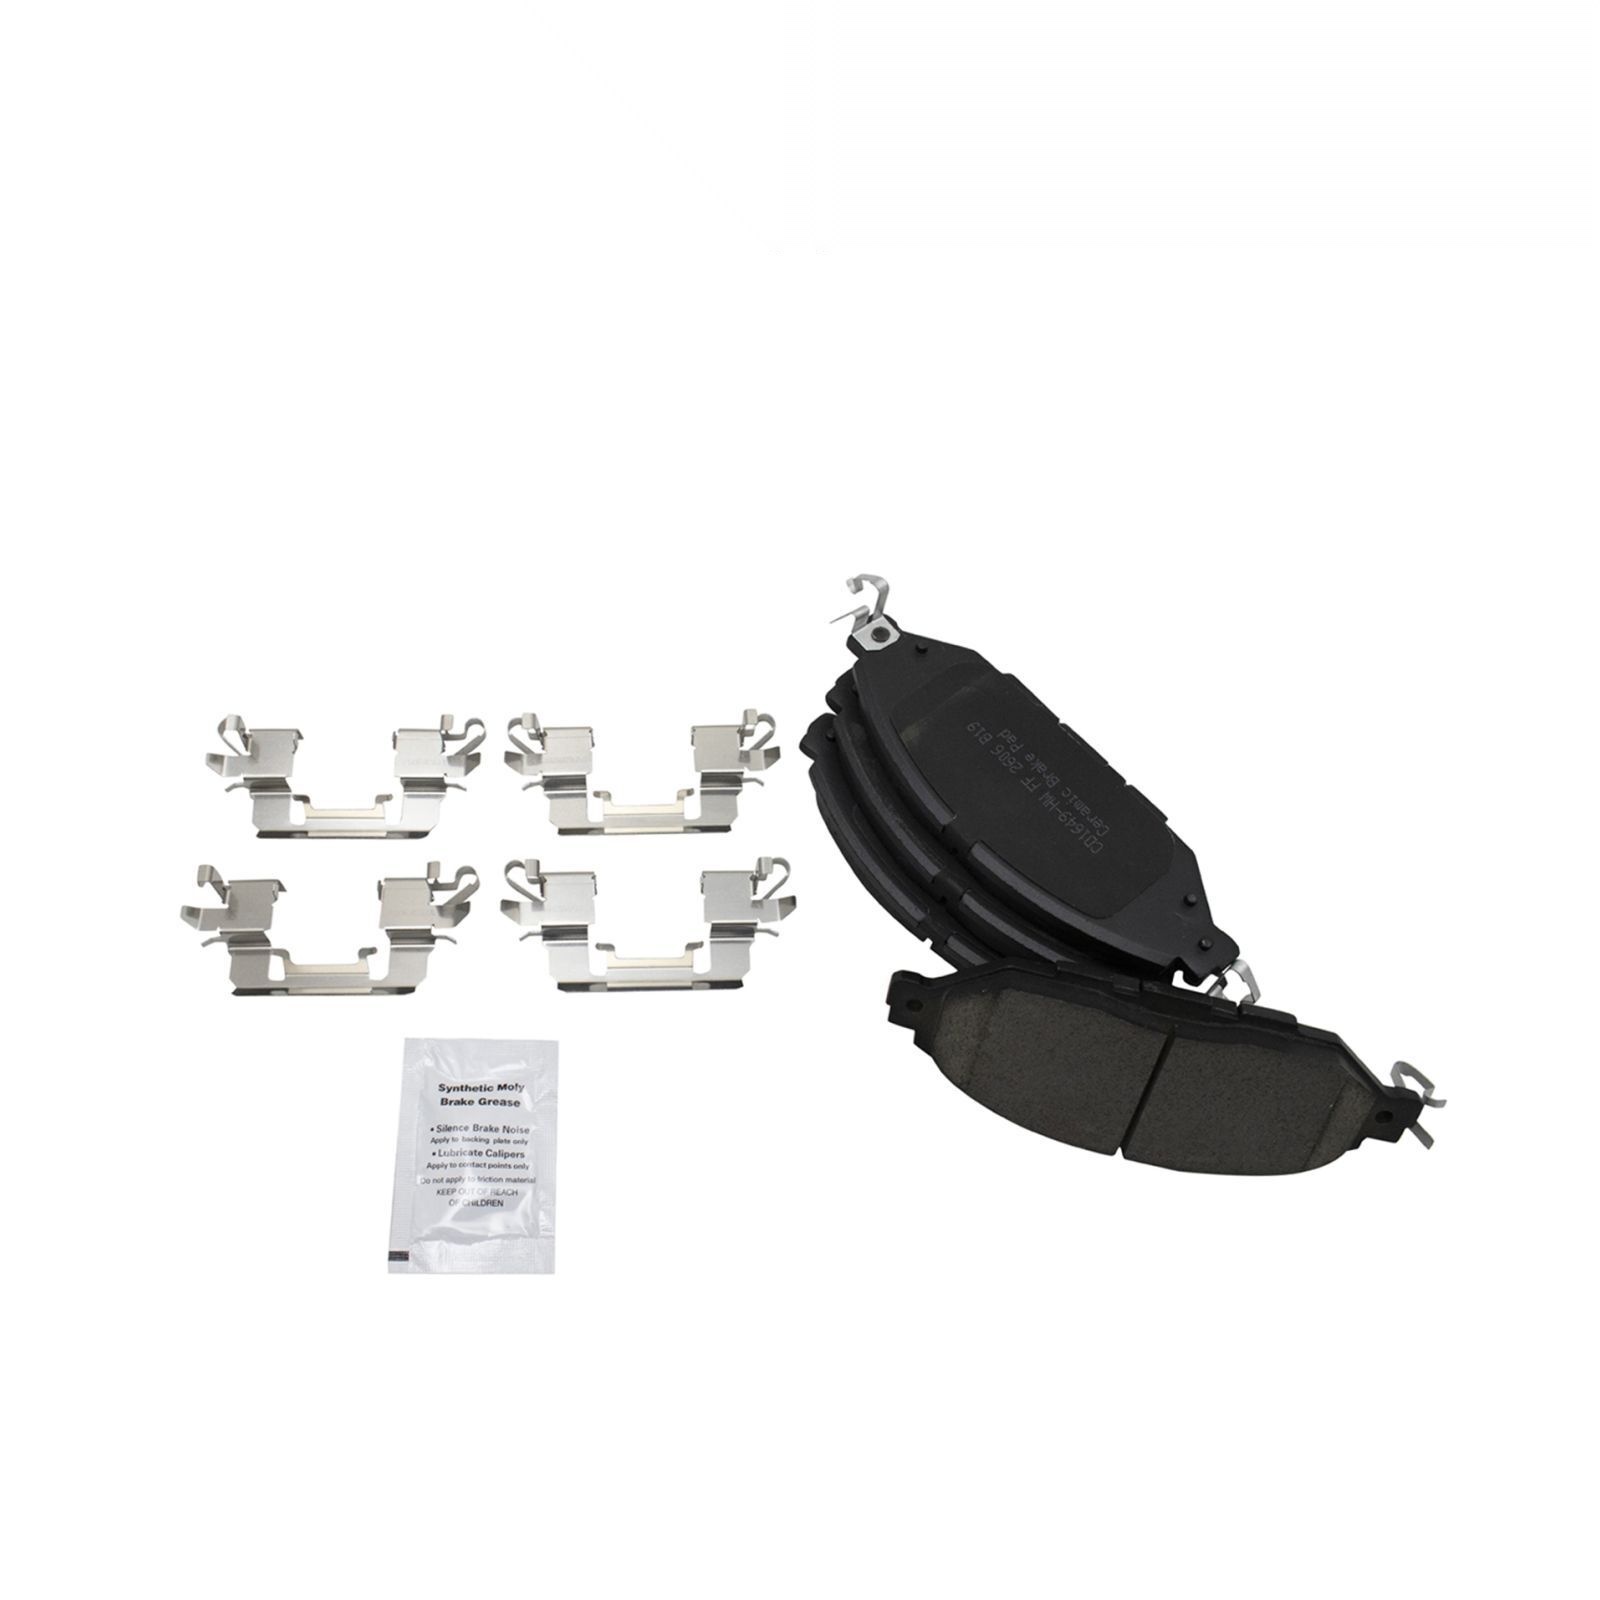 CD1649-HW FF 2606 B19
Ceramic Brake Pad
Synthetic Moly
Brake Grease
• Silence Brake Noise
Apply to backing plate only
• Lubricate Calipers
Apply to contact points only
Do not apply to friction material
KEEP OUT OF REACH
OF CHILDREN